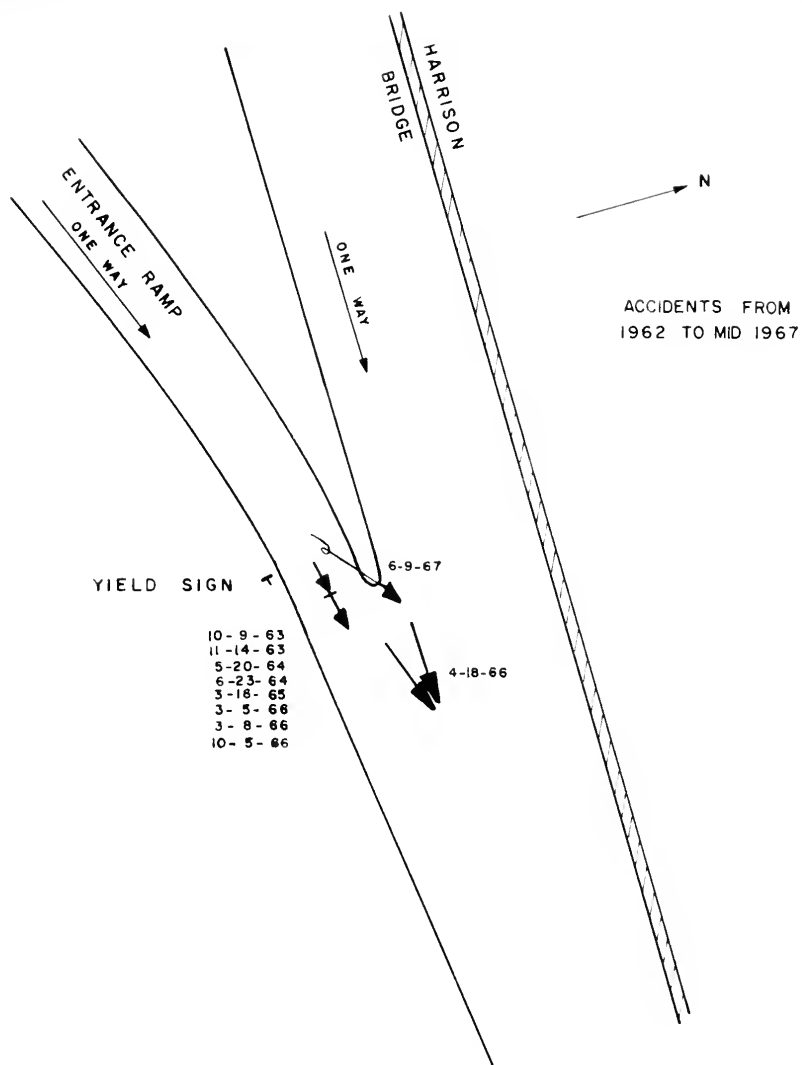 HARRISON
BRIDGE
N
ENTRANCE RAMP
ONE WAY
ONE WAY
ACCIDENTS FROM
1962 TO MID 1967
6-9-67
YIELD SIGN
10-9-63
11-14-63
5-20-64
6-23-64
3-16-65
3-5-66
3-8-66
10-5-66
4-18-66